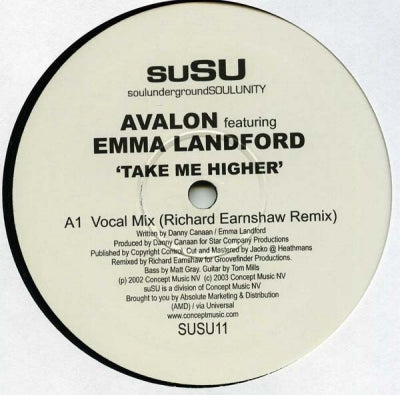 suSU
soulundergroundSOULUNITY
AVALON featuring
EMMA LANDFORD
'TAKE ME HIGHER'
A1 Vocal Mix (Richard Earnshaw Remix)
Written by Danny Canaan / Emma Landford
Produced by Danny Canaan for Star Company Productions
Published by Copyright Control, Cut and Mastered by Jacko @ Heathmans
Remixed by Richard Earnshaw for Groovefinder Productions.
Bass by Matt Gray. Guitar by Tom Mills
(p) 2002 Concept Music NV (c) 2003 Concept Music NV
suSU is a division of Concept Music NV
Brought to you by Absolute Marketing & Distribution
(AMD) / via Universal
www.conceptmusic.com
SUSU11